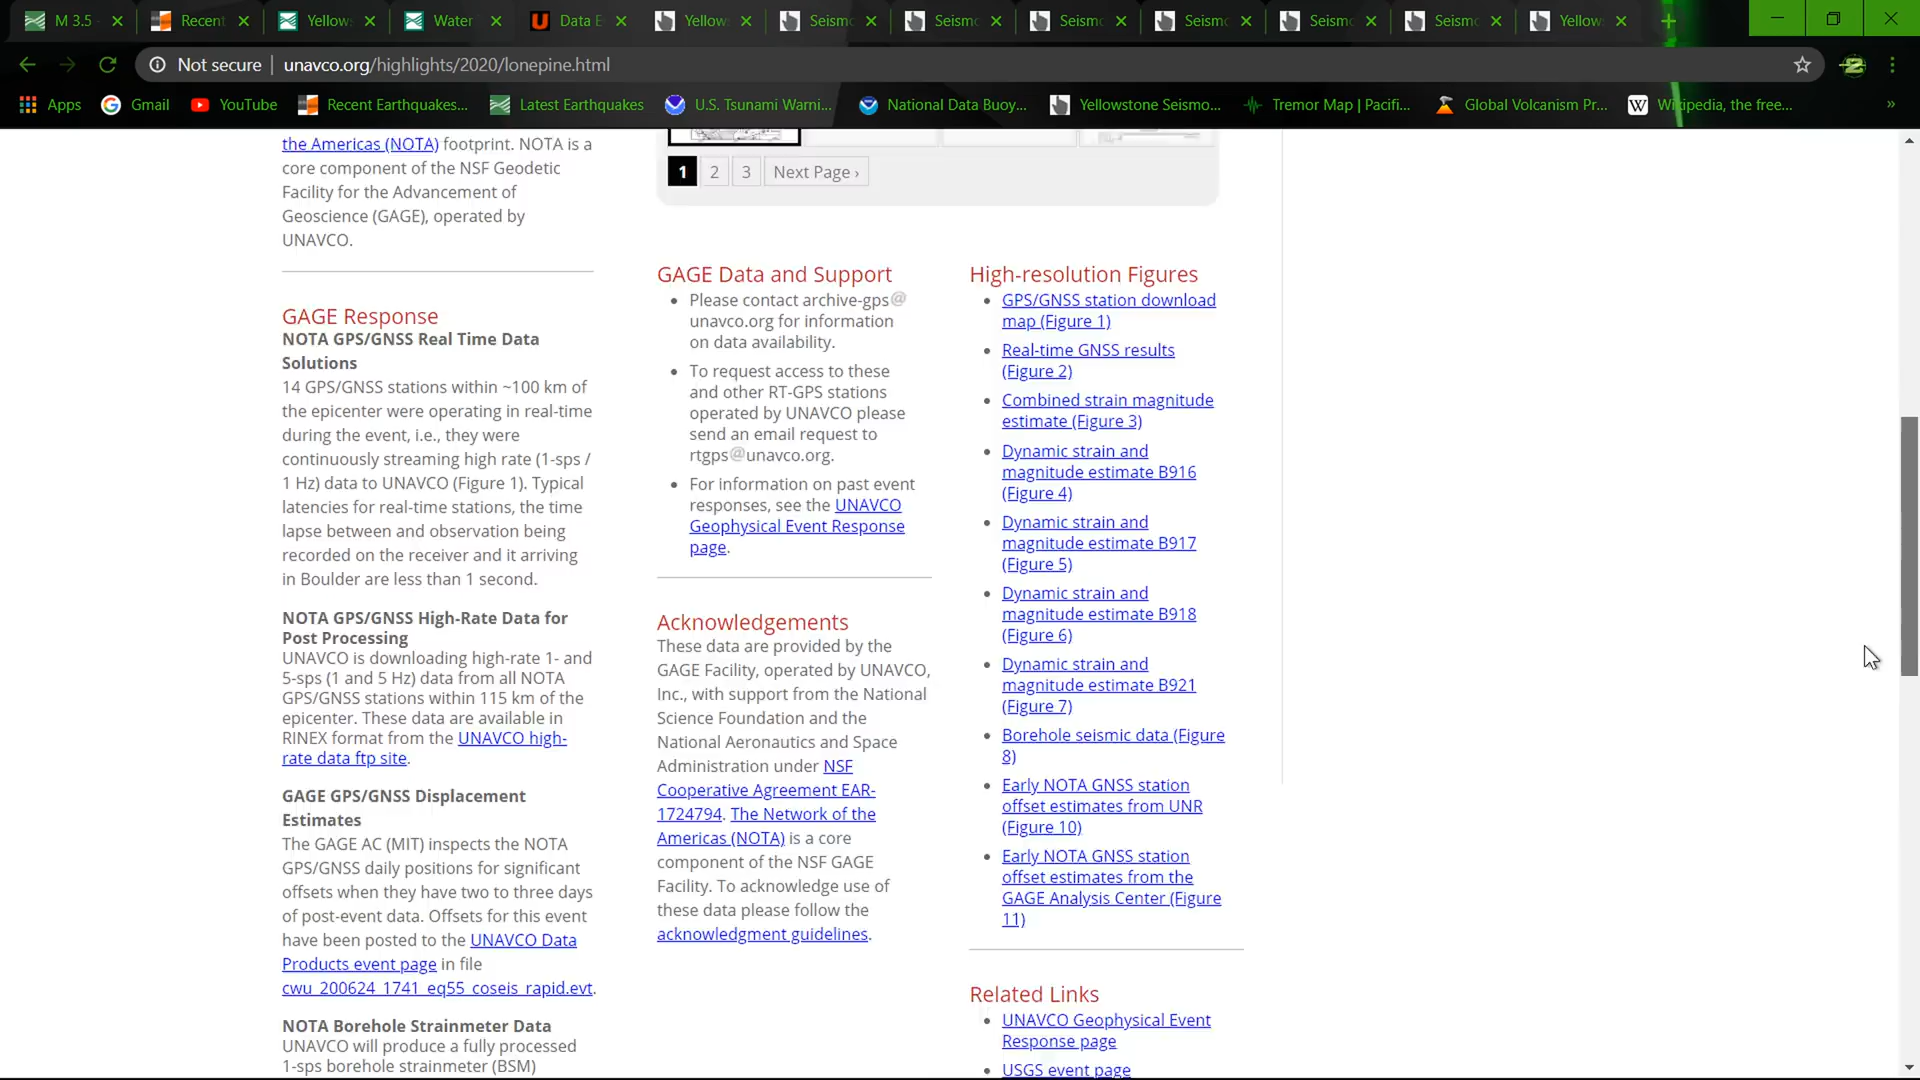 M 3.5 -
Recent
Yellow
Water
Data E
Yellow
Seismo
Seismo
Seismo
Seismo
Seismo
Seismo
Yellow
Not secure
unavco.org/highlights/2020/lonepine.html
Apps
Gmail
YouTube
Recent Earthquakes...
Latest Earthquakes
U.S. Tsunami Warni...
National Data Buoy...
Yellowstone Seismo...
Tremor Map | Pacifi...
Global Volcanism Pr...
Wikipedia, the free...
»
the Americas (NOTA) footprint. NOTA is a
core component of the NSF Geodetic
Facility for the Advancement of
Geoscience (GAGE), operated by
UNAVCO.
GAGE Response
NOTA GPS/GNSS Real Time Data
Solutions
14 GPS/GNSS stations within ~100 km of
the epicenter were operating in real-time
during the event, i.e., they were
continuously streaming high rate (1-sps /
1 Hz) data to UNAVCO (Figure 1). Typical
latencies for real-time stations, the time
lapse between and observation being
recorded on the receiver and it arriving
in Boulder are less than 1 second.
NOTA GPS/GNSS High-Rate Data for
Post Processing
UNAVCO is downloading high-rate 1- and
5-sps (1 and 5 Hz) data from all NOTA
GPS/GNSS stations within 115 km of the
epicenter. These data are available in
RINEX format from the UNAVCO high-
rate data ftp site.
GAGE GPS/GNSS Displacement
Estimates
The GAGE AC (MIT) inspects the NOTA
GPS/GNSS daily positions for significant
offsets when they have two to three days
of post-event data. Offsets for this event
have been posted to the UNAVCO Data
Products event page in file
cwu_200624_1741_eq55_coseis_rapid.evt.
NOTA Borehole Strainmeter Data
UNAVCO will produce a fully processed
1-sps borehole strainmeter (BSM)
1 2 3 Next Page ›
GAGE Data and Support
• Please contact archive-gps@
unavco.org for information
on data availability.
• To request access to these
and other RT-GPS stations
operated by UNAVCO please
send an email request to
rtgps@unavco.org.
• For information on past event
responses, see the UNAVCO
Geophysical Event Response
page.
Acknowledgements
These data are provided by the
GAGE Facility, operated by UNAVCO,
Inc., with support from the National
Science Foundation and the
National Aeronautics and Space
Administration under NSF
Cooperative Agreement EAR-
1724794. The Network of the
Americas (NOTA) is a core
component of the NSF GAGE
Facility. To acknowledge use of
these data please follow the
acknowledgment guidelines.
High-resolution Figures
• GPS/GNSS station download
map (Figure 1)
• Real-time GNSS results
(Figure 2)
• Combined strain magnitude
estimate (Figure 3)
• Dynamic strain and
magnitude estimate B916
(Figure 4)
• Dynamic strain and
magnitude estimate B917
(Figure 5)
• Dynamic strain and
magnitude estimate B918
(Figure 6)
• Dynamic strain and
magnitude estimate B921
(Figure 7)
• Borehole seismic data (Figure
8)
• Early NOTA GNSS station
offset estimates from UNR
(Figure 10)
• Early NOTA GNSS station
offset estimates from the
GAGE Analysis Center (Figure
11)
Related Links
• UNAVCO Geophysical Event
Response page
• USGS event page